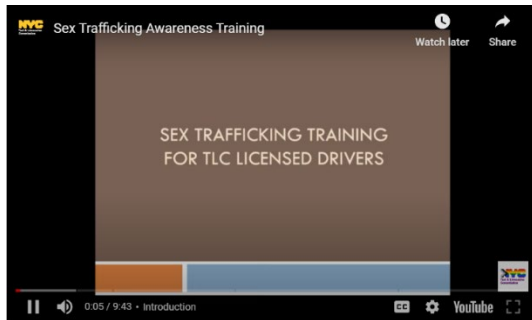 NYC
Sex Trafficking Awareness Training
Watch later
Share
SEX TRAFFICKING TRAINING
FOR TLC LICENSED DRIVERS
NYC
0:05 / 9:43 • Introduction
CC
YouTube